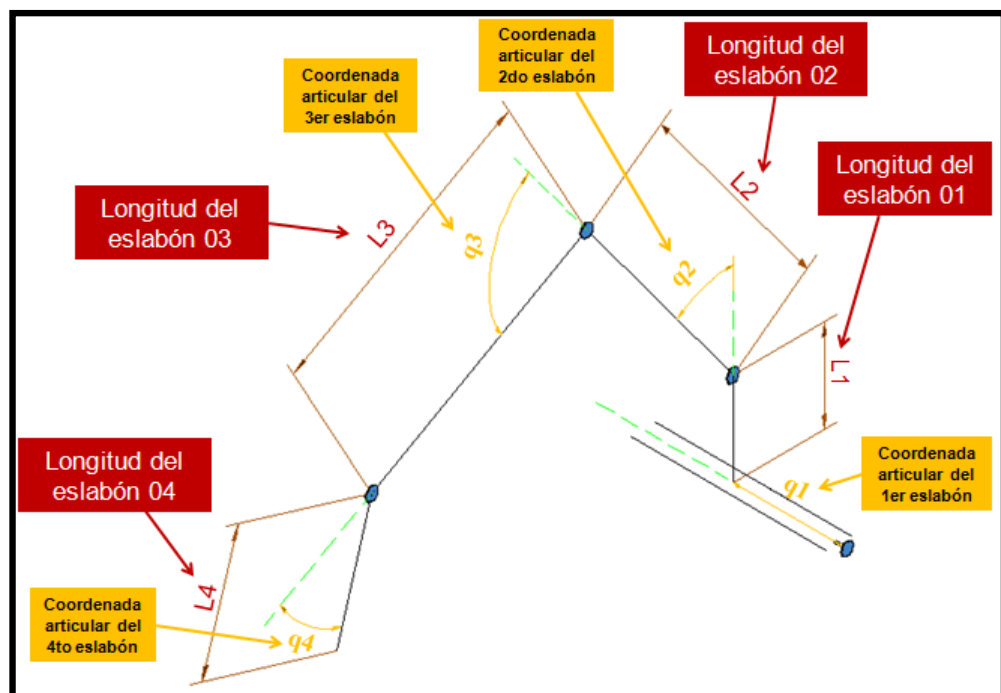 Coordenada
articular del
2do eslabón
Longitud del
eslabón 02
Coordenada
articular del
3er eslabón
Longitud del
eslabón 01
L2
Longitud del
eslabón 03
L3
q3
q2
L1
Longitud del
eslabón 04
Coordenada
articular del
1er eslabón
q1
L4
Coordenada
articular del
4to eslabón
q4